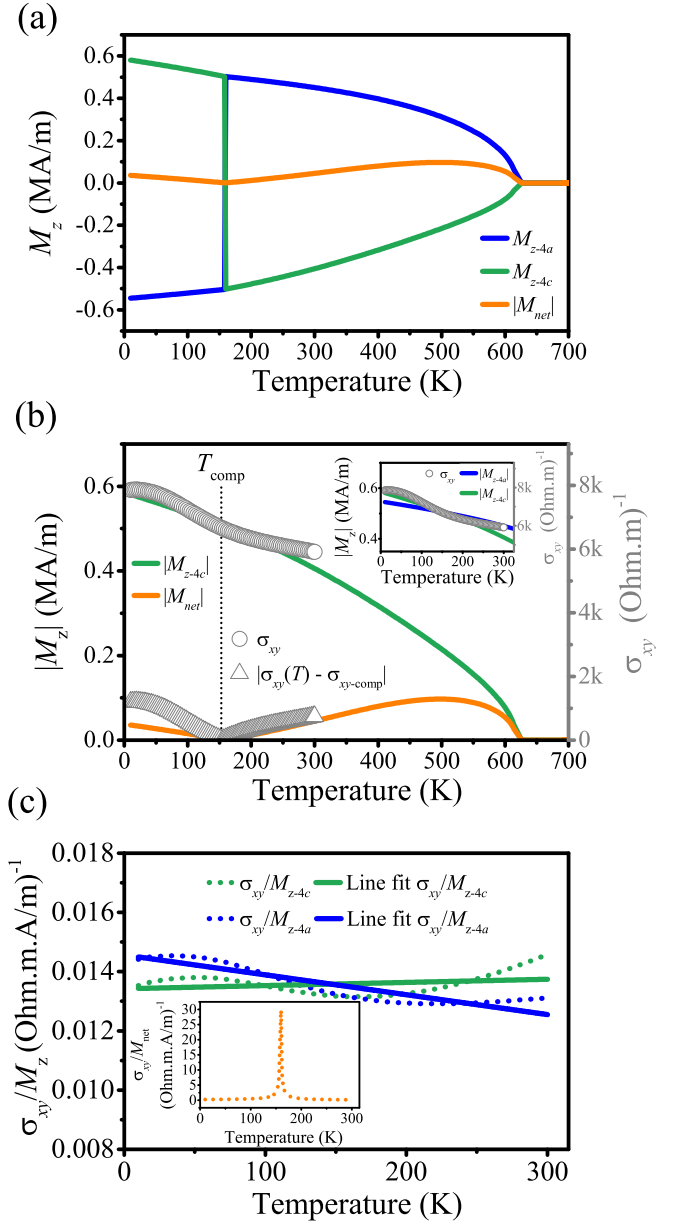 (a)
M_z (MA/m)
0.6
0.4
0.2
0.0
-0.2
-0.4
-0.6
M_z-4a
M_z-4c
|M_net|
0 100 200 300 400 500 600 700
Temperature (K)
(b)
|M_z| (MA/m)
0.6
0.4
0.2
0.0
T_comp
|M_z-4c|
|M_net|
σ_xy
|σ_xy(T) - σ_xy-comp|
|M_z| (MA/m)
0.6
0.4
σ_xy |M_z-4a|
|M_z-4c|
8k
6k
σ_xy (Ohm.m)^-1
0 100 200 300
Temperature (K)
8k
6k
4k
2k
0
σ_xy (Ohm.m)^-1
0 100 200 300 400 500 600 700
Temperature (K)
(c)
σ_xy/M_z (Ohm.m.A/m)^-1
0.018
0.016
0.014
0.012
0.010
0.008
σ_xy/M_z-4c Line fit σ_xy/M_z-4c
σ_xy/M_z-4a Line fit σ_xy/M_z-4a
σ_xy/M_net
(Ohm.m.A/m)^-1
30
25
20
15
10
5
0
0 100 200 300
Temperature (K)
0 100 200 300
Temperature (K)